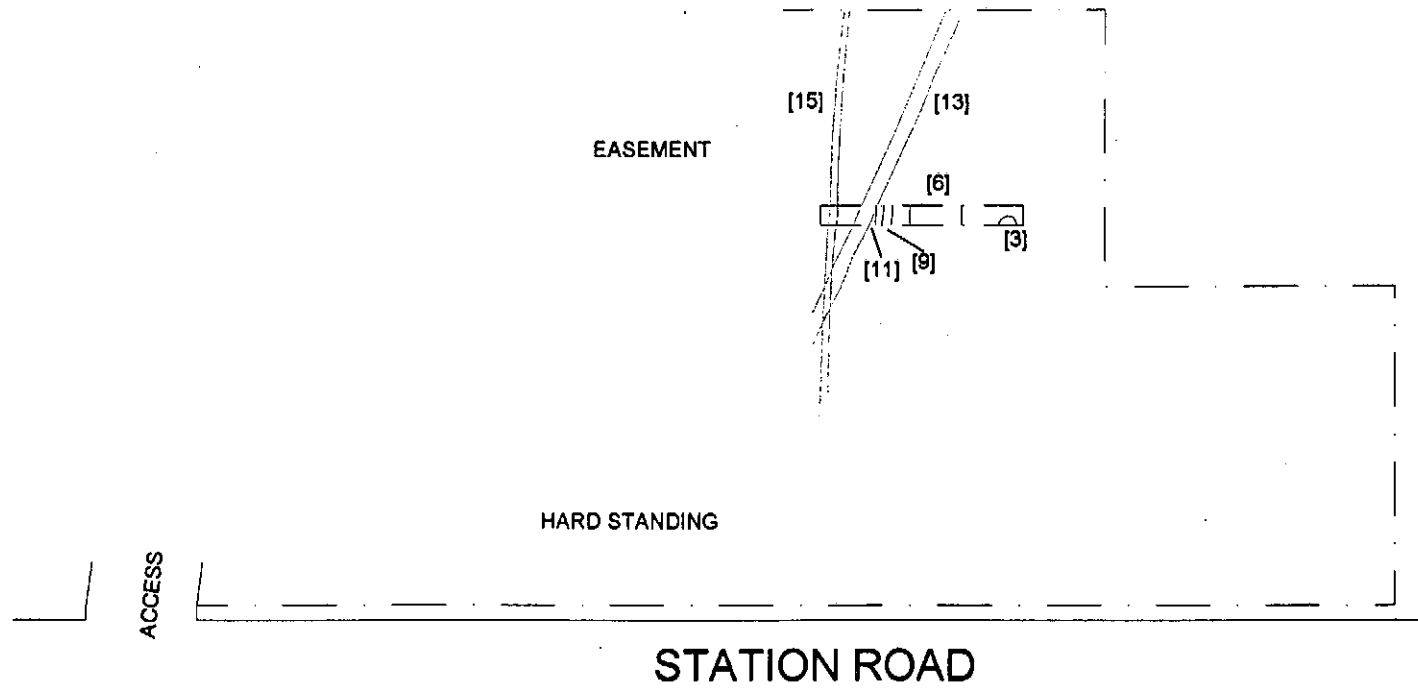 [15]
[13]
EASEMENT
[6]
[3]
[9]
[11]
HARD STANDING
ACCESS
STATION ROAD